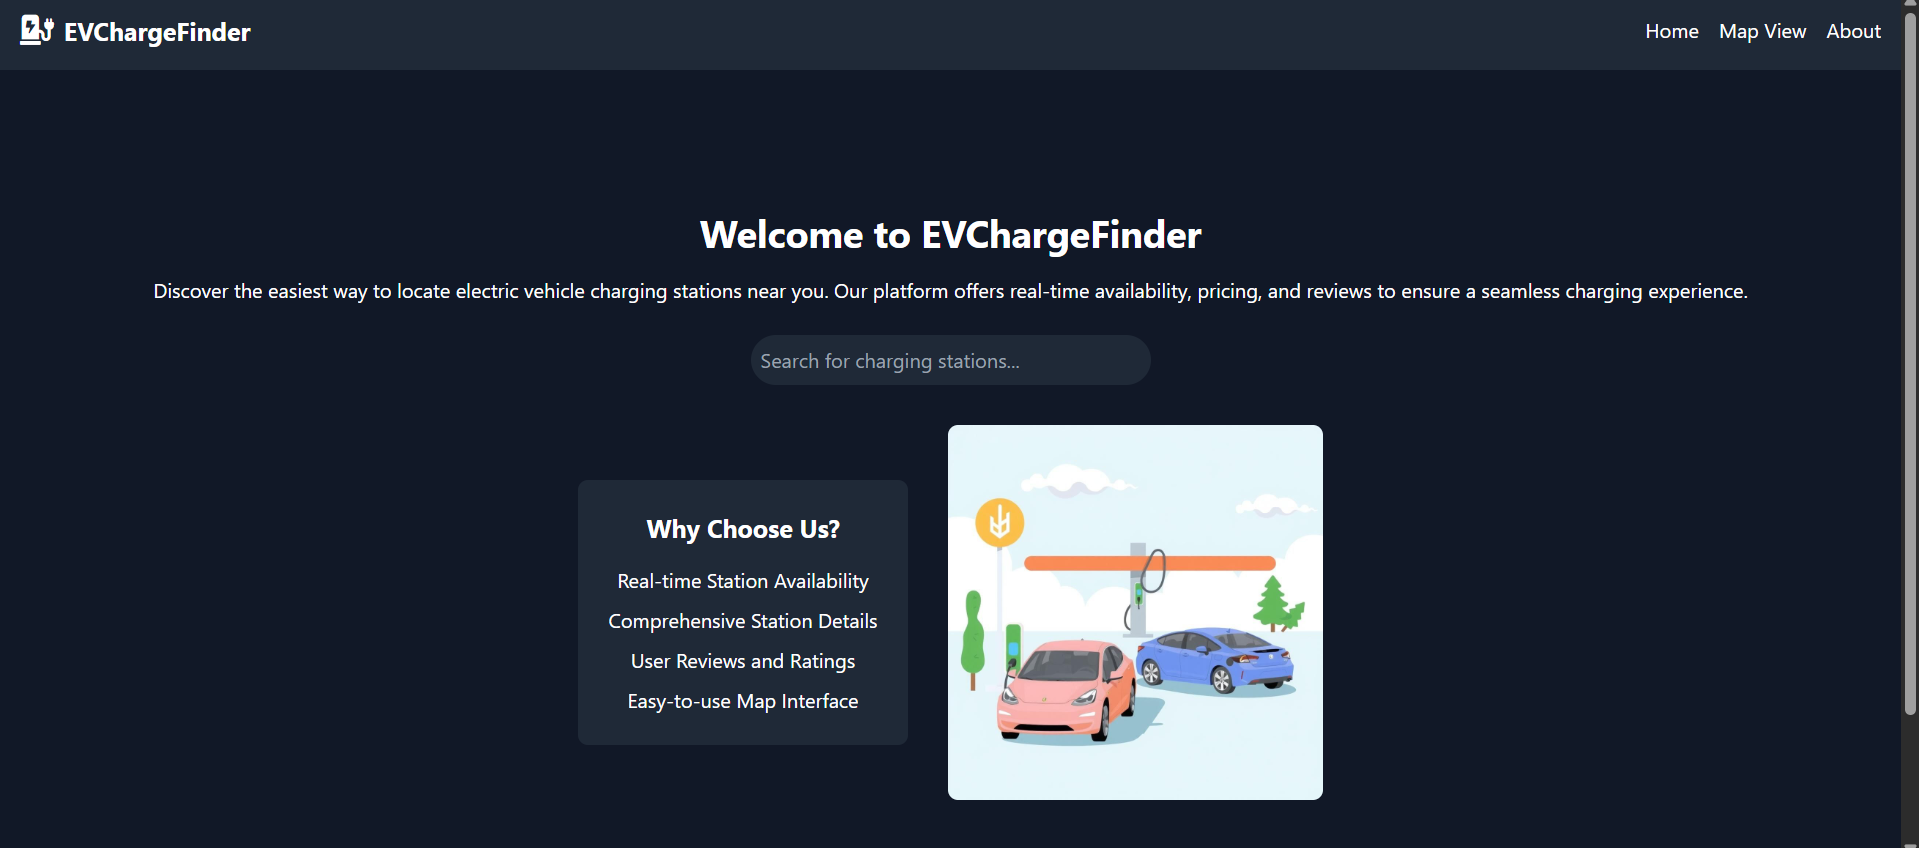 EVChargeFinder
Home
Map View
About
Welcome to EVChargeFinder
Discover the easiest way to locate electric vehicle charging stations near you. Our platform offers real-time availability, pricing, and reviews to ensure a seamless charging experience.
Search for charging stations...
Why Choose Us?
Real-time Station Availability
Comprehensive Station Details
User Reviews and Ratings
Easy-to-use Map Interface